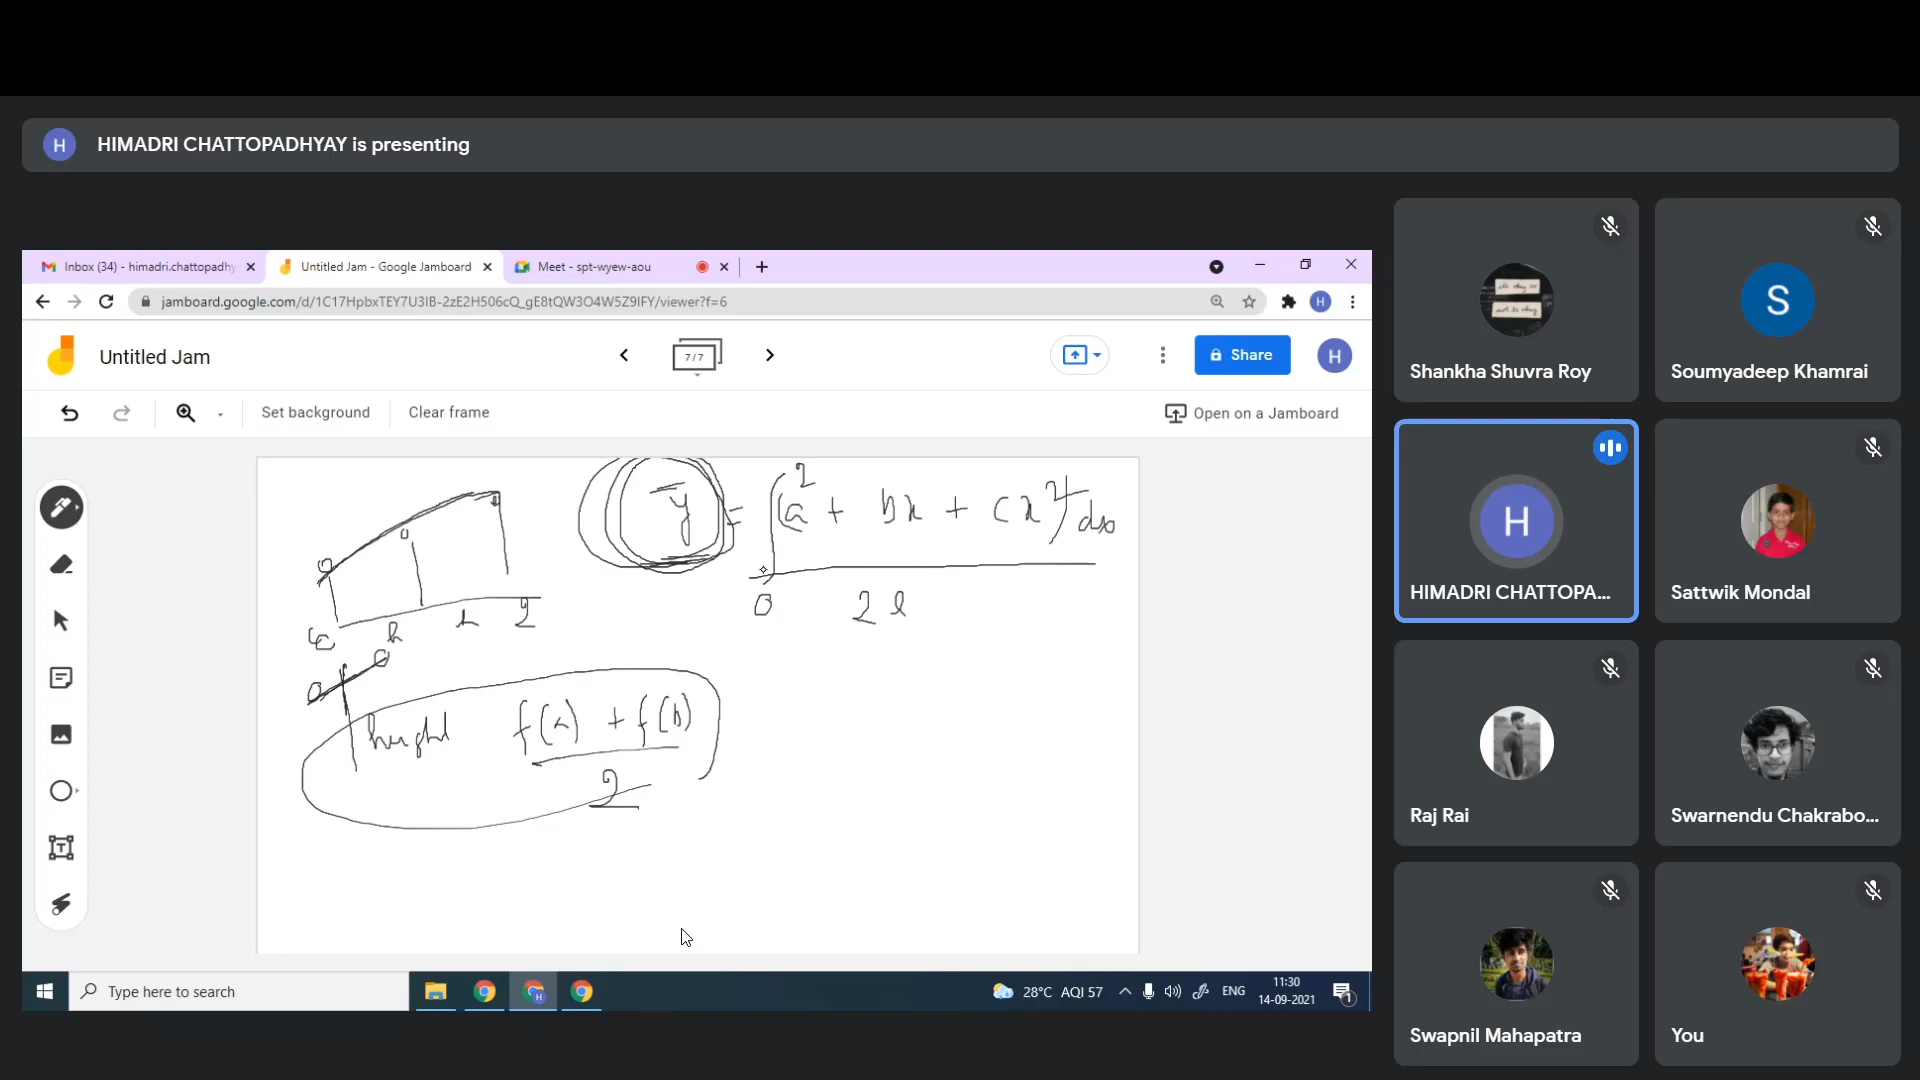 HIMADRI CHATTOPADHYAY is presenting
H
Inbox (34) - himadri.chattopadhy
Untitled Jam - Google Jamboard
Meet - spt-wyew-aou
jamboard.google.com/d/1C17HpbxTEY7U3IB-2zE2H506cQ_gE8tQW3O4W5Z9IFY/viewer?f=6
H
Untitled Jam
7/7
Share
H
Set background
Clear frame
Open on a Jamboard
y = ∫(a + bx + cx²) dx
2
0
2 l
h
h
2
height
f(a) + f(b)
2
Type here to search
28°C AQI 57
ENG
11:30
14-09-2021
1
Shankha Shuvra Roy
S
Soumyadeep Khamrai
H
HIMADRI CHATTOPA...
Sattwik Mondal
Raj Rai
Swarnendu Chakrabo...
Swapnil Mahapatra
You